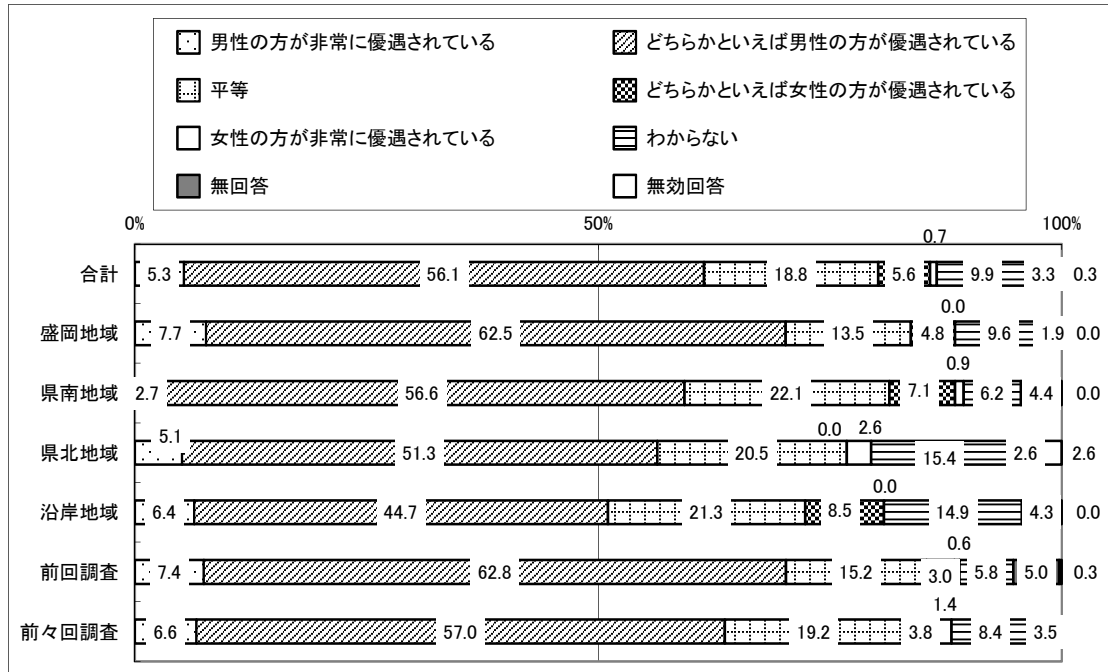 男性の方が非常に優遇されている どちらかといえば男性の方が優遇されている
平等 どちらかといえば女性の方が優遇されている
女性の方が非常に優遇されている わからない
無回答 無効回答
0% 50% 100%
0.7
合計 5.3 56.1 18.8 5.6 9.9 3.3 0.3
0.0
盛岡地域 7.7 62.5 13.5 4.8 9.6 1.9 0.0
0.9
県南地域 2.7 56.6 22.1 7.1 6.2 4.4 0.0
県北地域 5.1 51.3 20.5 0.0 2.6 15.4 2.6 2.6
0.0
沿岸地域 6.4 44.7 21.3 8.5 14.9 4.3 0.0
0.6
前回調査 7.4 62.8 15.2 3.0 5.8 5.0 0.3
1.4
前々回調査 6.6 57.0 19.2 3.8 8.4 3.5